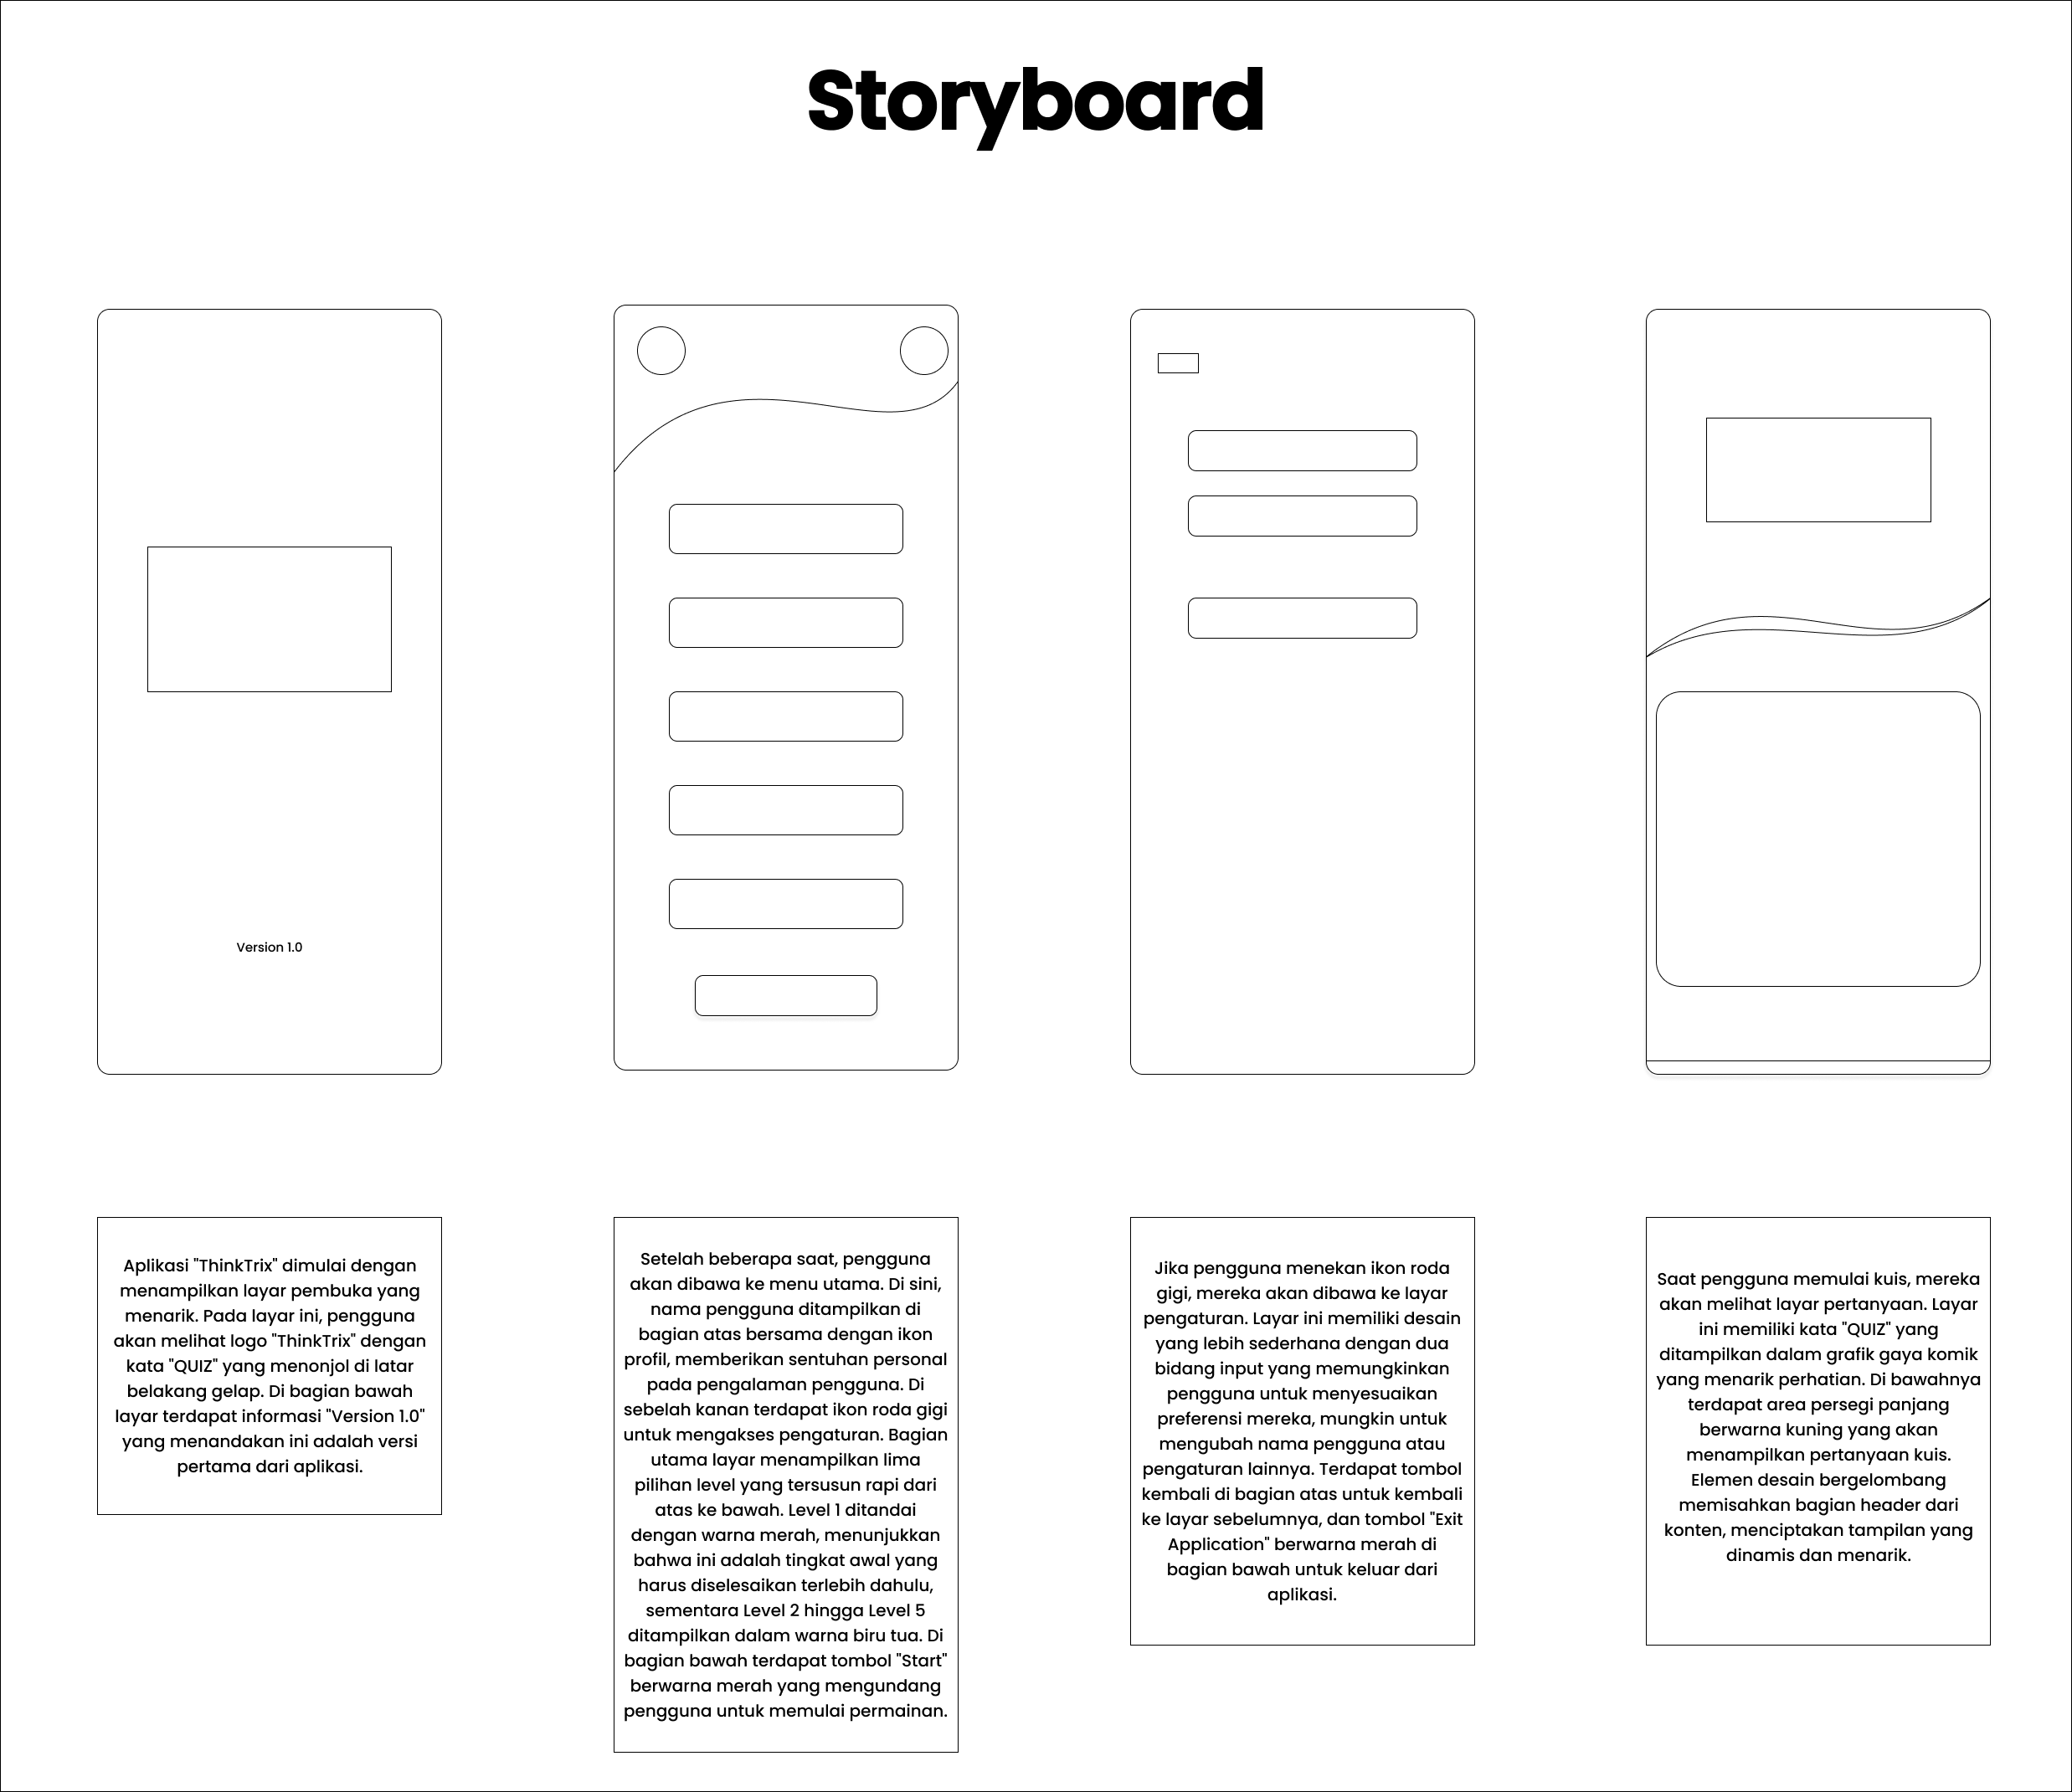 Storyboard
Version 1.0
Aplikasi "ThinkTrix" dimulai dengan
menampilkan layar pembuka yang
menarik. Pada layar ini, pengguna
akan melihat logo "ThinkTrix" dengan
kata "QUIZ" yang menonjol di latar
belakang gelap. Di bagian bawah
layar terdapat informasi "Version 1.0"
yang menandakan ini adalah versi
pertama dari aplikasi.
Setelah beberapa saat, pengguna
akan dibawa ke menu utama. Di sini,
nama pengguna ditampilkan di
bagian atas bersama dengan ikon
profil, memberikan sentuhan personal
pada pengalaman pengguna. Di
sebelah kanan terdapat ikon roda gigi
untuk mengakses pengaturan. Bagian
utama layar menampilkan lima
pilihan level yang tersusun rapi dari
atas ke bawah. Level 1 ditandai
dengan warna merah, menunjukkan
bahwa ini adalah tingkat awal yang
harus diselesaikan terlebih dahulu,
sementara Level 2 hingga Level 5
ditampilkan dalam warna biru tua. Di
bagian bawah terdapat tombol "Start"
berwarna merah yang mengundang
pengguna untuk memulai permainan.
Jika pengguna menekan ikon roda
gigi, mereka akan dibawa ke layar
pengaturan. Layar ini memiliki desain
yang lebih sederhana dengan dua
bidang input yang memungkinkan
pengguna untuk menyesuaikan
preferensi mereka, mungkin untuk
mengubah nama pengguna atau
pengaturan lainnya. Terdapat tombol
kembali di bagian atas untuk kembali
ke layar sebelumnya, dan tombol "Exit
Application" berwarna merah di
bagian bawah untuk keluar dari
aplikasi.
Saat pengguna memulai kuis, mereka
akan melihat layar pertanyaan. Layar
ini memiliki kata "QUIZ" yang
ditampilkan dalam grafik gaya komik
yang menarik perhatian. Di bawahnya
terdapat area persegi panjang
berwarna kuning yang akan
menampilkan pertanyaan kuis.
Elemen desain bergelombang
memisahkan bagian header dari
konten, menciptakan tampilan yang
dinamis dan menarik.